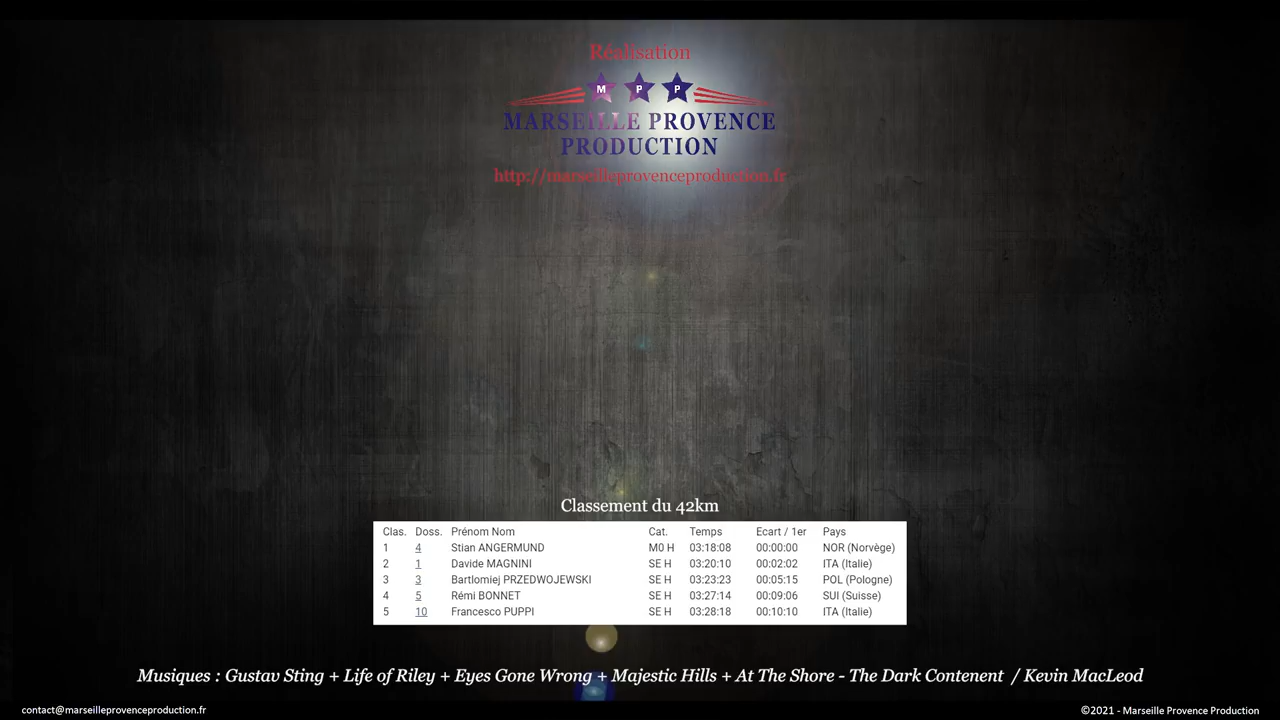 Réalisation
M P P
MARSEILLE PROVENCE
PRODUCTION
http://marseilleprovenceproduction.fr
Classement du 42km
Clas. Doss. Prénom Nom Cat. Temps Ecart / 1er Pays
1 4 Stian ANGERMUND M0 H 03:18:08 00:00:00 NOR (Norvège)
2 1 Davide MAGNINI SE H 03:20:10 00:02:02 ITA (Italie)
3 3 Bartlomiej PRZEDWOJEWSKI SE H 03:23:23 00:05:15 POL (Pologne)
4 5 Rémi BONNET SE H 03:27:14 00:09:06 SUI (Suisse)
5 10 Francesco PUPPI SE H 03:28:18 00:10:10 ITA (Italie)
Musiques : Gustav Sting + Life of Riley + Eyes Gone Wrong + Majestic Hills + At The Shore - The Dark Contenent / Kevin MacLeod
contact@marseilleprovenceproduction.fr
©2021 - Marseille Provence Production